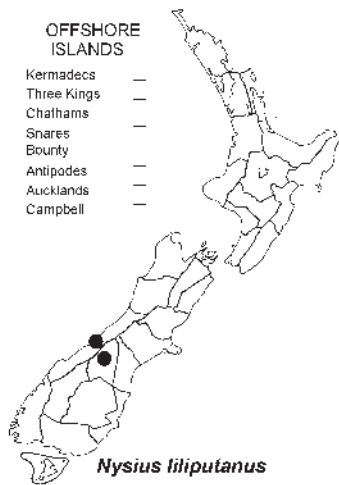 OFFSHORE
ISLANDS
Kermadecs —
Three Kings —
Chathams —
Snares
Bounty —
Antipodes —
Aucklands —
Campbell —
Nysius liliputanus